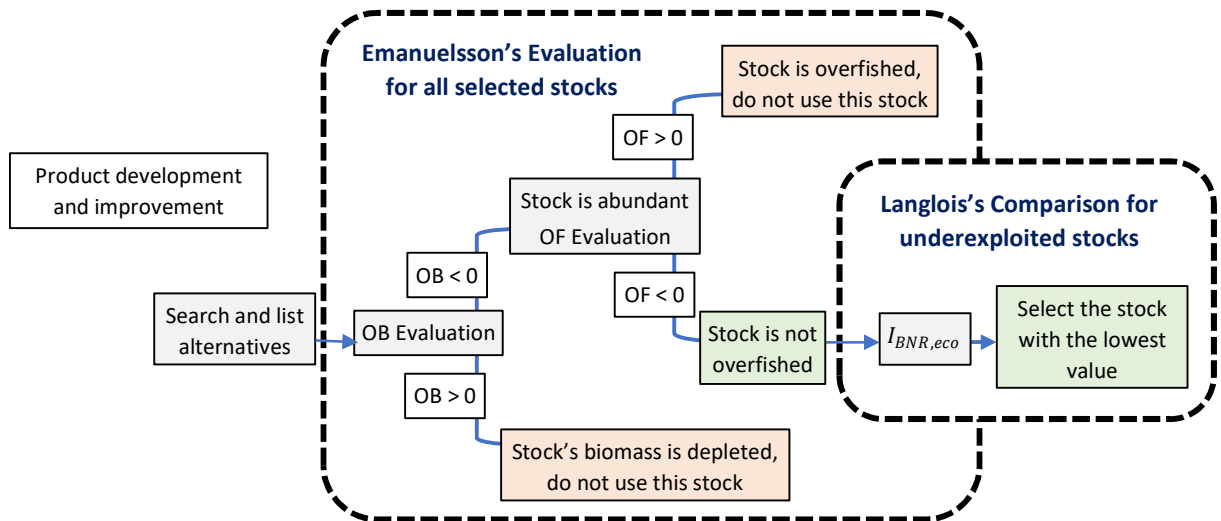 Emanuelsson’s Evaluation
for all selected stocks
Stock is overfished,
do not use this stock
OF > 0
Product development
and improvement
Stock is abundant
OF Evaluation
Langlois’s Comparison for
underexploited stocks
OB < 0
OF < 0
Search and list
alternatives
OB Evaluation
Stock is not
overfished
I_{BNR,eco}
Select the stock
with the lowest
value
OB > 0
Stock’s biomass is depleted,
do not use this stock